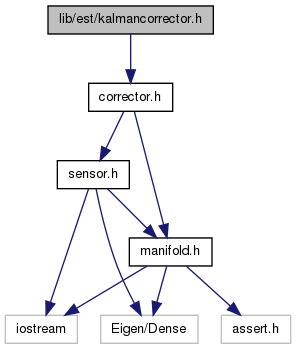 lib/est/kalmancorrector.h
corrector.h
sensor.h
manifold.h
iostream
Eigen/Dense
assert.h